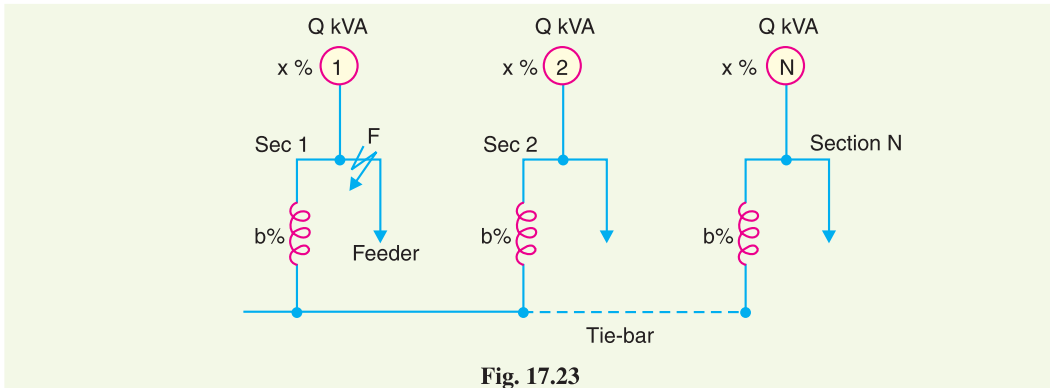 Q kVA Q kVA Q kVA
x % 1 x % 2 x % N
Sec 1 F Sec 2 Section N
b% b% b%
Feeder
Tie-bar
Fig. 17.23